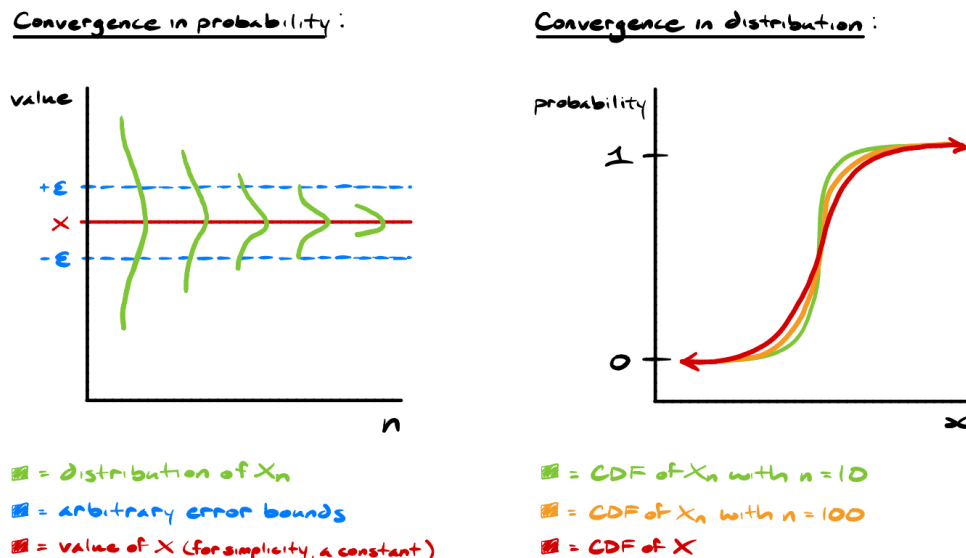 Convergence in probability:
value
+ε
X
-ε
n
■ = distribution of Xn
■ = arbitrary error bounds
■ = value of X (for simplicity, a constant)
Convergence in distribution:
probability
1
0
x
■ = CDF of Xn with n=10
■ = CDF of Xn with n=100
■ = CDF of X